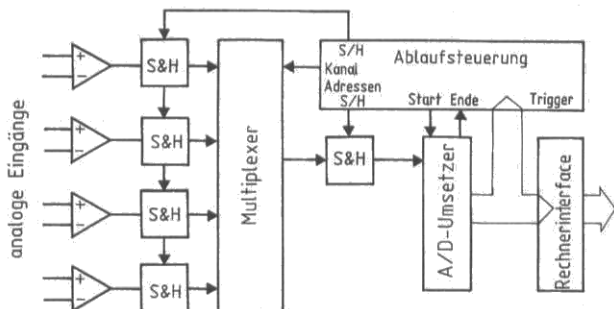 analoge Eingänge
+
−
S&H
+
−
S&H
+
−
S&H
+
−
S&H
Multiplexer
S/H
Kanal
Adressen
S/H
Ablaufsteuerung
Start
Ende
Trigger
S&H
A/D-Umsetzer
Rechnerinterface